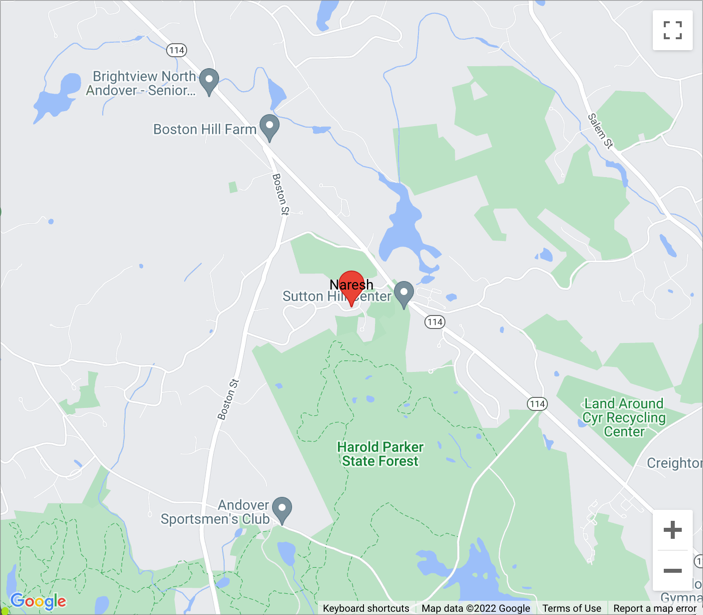 114
Brightview North
Andover - Senior...
Boston Hill Farm
Salem St
Boston St
Naresh
Sutton Hill Center
114
Boston St
114
Land Around
Cyr Recycling
Center
Harold Parker
State Forest
Creighton
Andover
Sportsmen's Club
Gymna
Google
Keyboard shortcuts
Map data ©2022 Google
Terms of Use
Report a map error